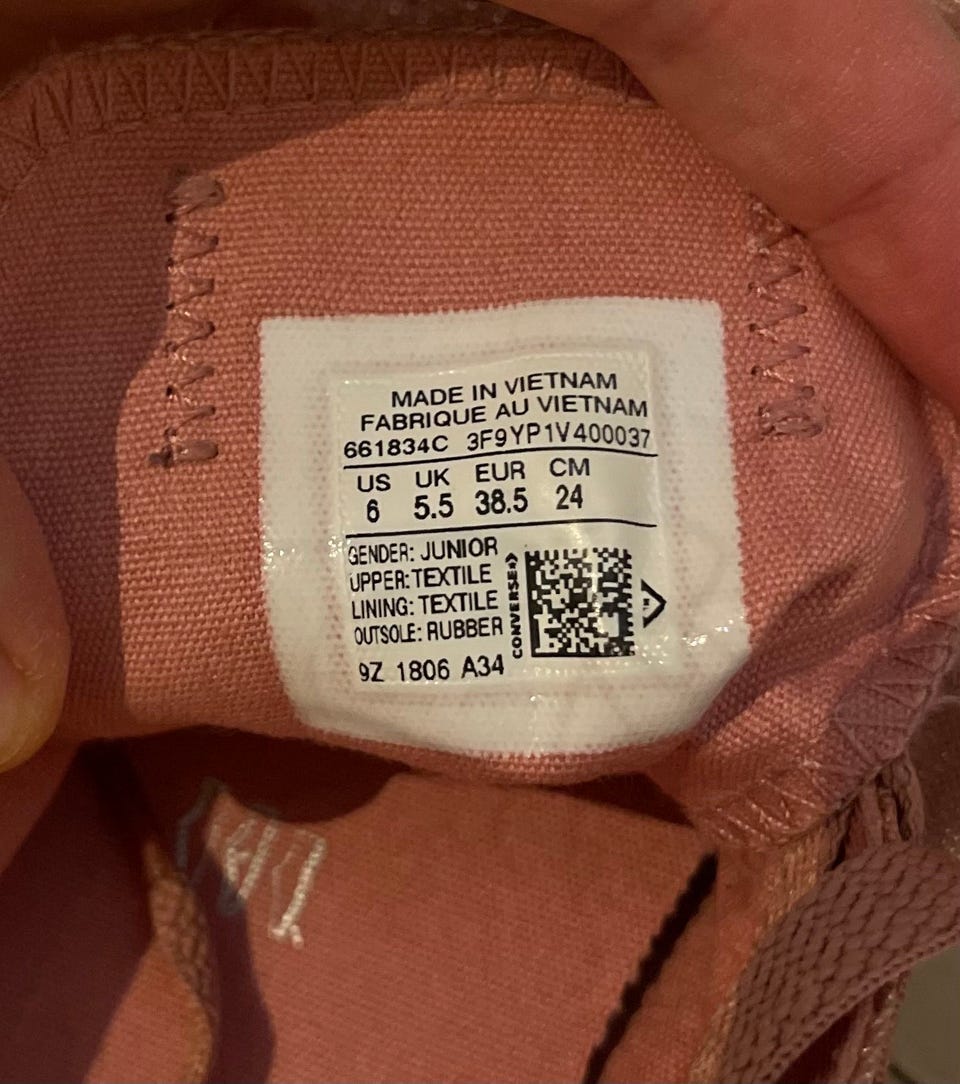 MADE IN VIETNAM
FABRIQUE AU VIETNAM
661834C 3F9YP1V400037
US UK EUR CM
6 5.5 38.5 24
GENDER: JUNIOR
UPPER: TEXTILE
LINING: TEXTILE
OUTSOLE: RUBBER
CONVERSE
9Z 1806 A34